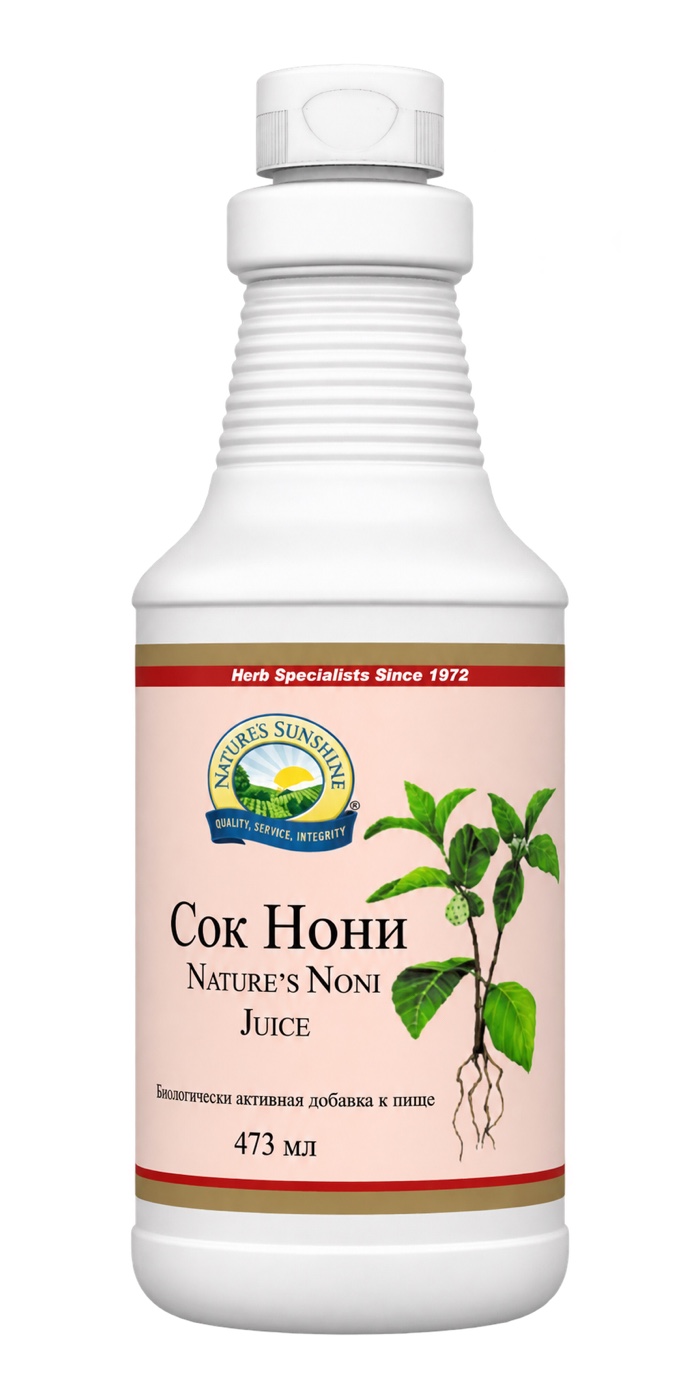 Herb Specialists Since 1972
NATURE'S SUNSHINE
®
QUALITY, SERVICE, INTEGRITY
Сок Нони
NATURE'S NONI
JUICE
Биологически активная добавка к пище
473 мл